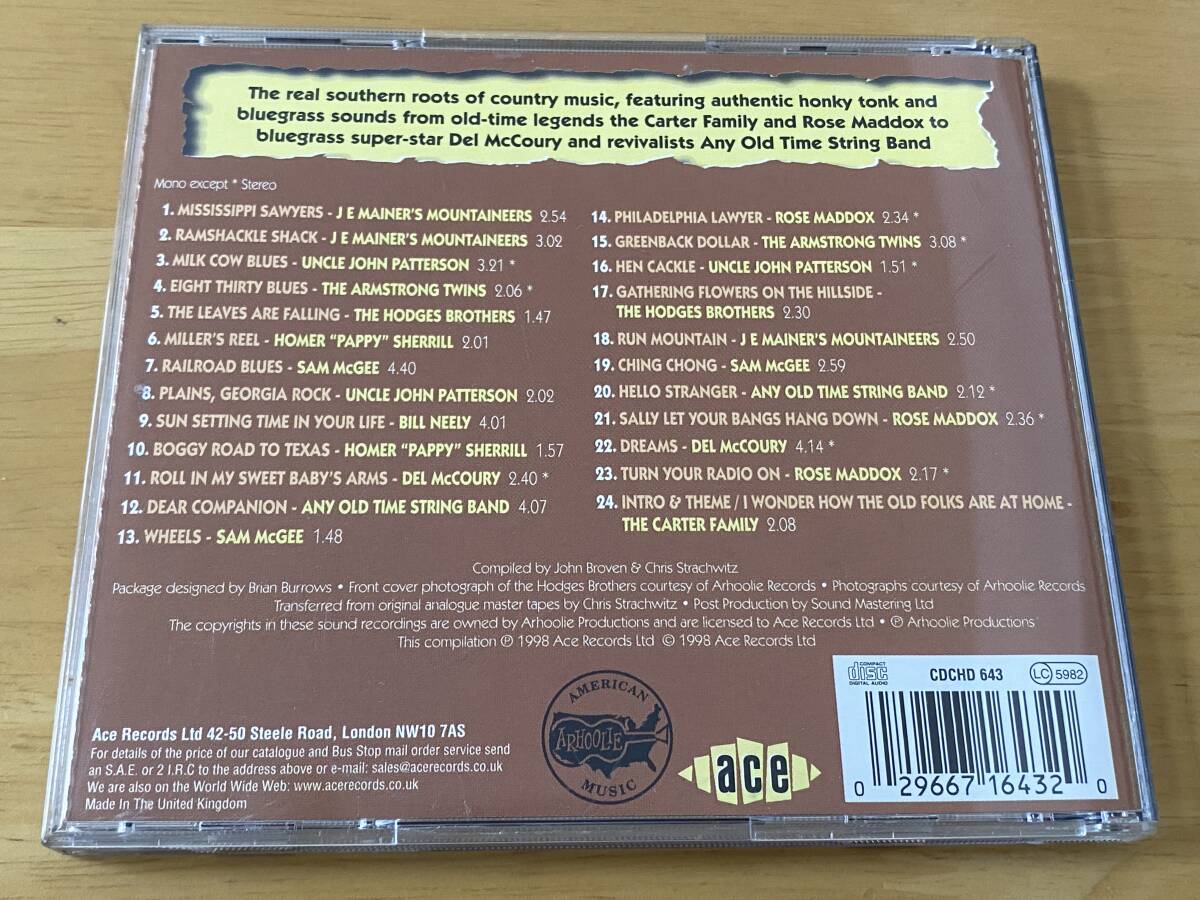 The real southern roots of country music, featuring authentic honky tonk and
bluegrass sounds from old-time legends the Carter Family and Rose Maddox to
bluegrass super-star Del McCoury and revivalists Any Old Time String Band
Mono except * Stereo
1. MISSISSIPPI SAWYERS - J E MAINER'S MOUNTAINEERS 2.54
2. RAMSHACKLE SHACK - J E MAINER'S MOUNTAINEERS 3.02
3. MILK COW BLUES - UNCLE JOHN PATTERSON 3.21 *
4. EIGHT THIRTY BLUES - THE ARMSTRONG TWINS 2.06 *
5. THE LEAVES ARE FALLING - THE HODGES BROTHERS 1.47
6. MILLER'S REEL - HOMER "PAPPY" SHERRILL 2.01
7. RAILROAD BLUES - SAM McGEE 4.40
8. PLAINS, GEORGIA ROCK - UNCLE JOHN PATTERSON 2.02
9. SUN SETTING TIME IN YOUR LIFE - BILL NEELY 4.01
10. BOGGY ROAD TO TEXAS - HOMER "PAPPY" SHERRILL 1.57
11. ROLL IN MY SWEET BABY'S ARMS - DEL McCOURY 2.40 *
12. DEAR COMPANION - ANY OLD TIME STRING BAND 4.07
13. WHEELS - SAM McGEE 1.48
14. PHILADELPHIA LAWYER - ROSE MADDOX 2.34 *
15. GREENBACK DOLLAR - THE ARMSTRONG TWINS 3.08 *
16. HEN CACKLE - UNCLE JOHN PATTERSON 1.51 *
17. GATHERING FLOWERS ON THE HILLSIDE -
THE HODGES BROTHERS 2.30
18. RUN MOUNTAIN - J E MAINER'S MOUNTAINEERS 2.50
19. CHING CHONG - SAM McGEE 2.59
20. HELLO STRANGER - ANY OLD TIME STRING BAND 2.12 *
21. SALLY LET YOUR BANGS HANG DOWN - ROSE MADDOX 2.36 *
22. DREAMS - DEL McCOURY 4.14 *
23. TURN YOUR RADIO ON - ROSE MADDOX 2.17 *
24. INTRO & THEME / I WONDER HOW THE OLD FOLKS ARE AT HOME -
THE CARTER FAMILY 2.08
Compiled by John Broven & Chris Strachwitz
Package designed by Brian Burrows • Front cover photograph of the Hodges Brothers courtesy of Arhoolie Records • Photographs courtesy of Arhoolie Records
Transferred from original analogue master tapes by Chris Strachwitz • Post Production by Sound Mastering Ltd
The copyrights in these sound recordings are owned by Arhoolie Productions and are licensed to Ace Records Ltd • ℗ Arhoolie Productions
This compilation ℗ 1998 Ace Records Ltd © 1998 Ace Records Ltd
Ace Records Ltd 42-50 Steele Road, London NW10 7AS
For details of the price of our catalogue and Bus Stop mail order service send
an S.A.E. or 2 I.R.C to the address above or e-mail: sales@acerecords.co.uk
We are also on the World Wide Web: www.acerecords.co.uk
Made In The United Kingdom
AMERICAN
ARHOOLIE
MUSIC
ace
COMPACT
disc
DIGITAL AUDIO
CDCHD 643
LC 5982
0 29667 16432 0